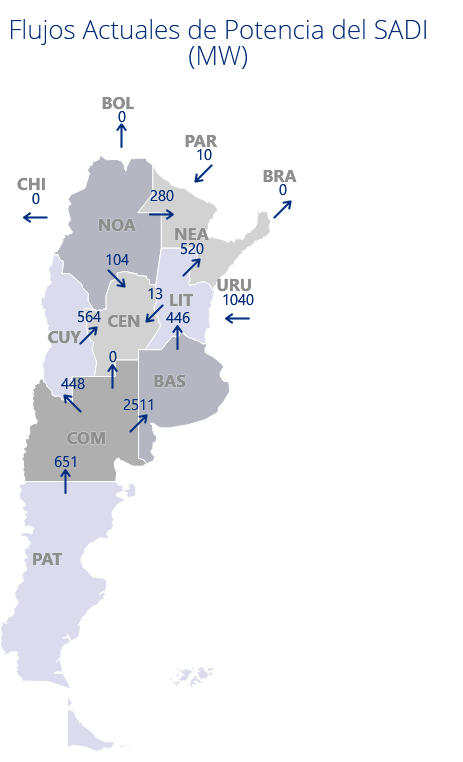 Flujos Actuales de Potencia del SADI
(MW)
BOL
0
PAR
10
BRA
0
CHI
0
280
NOA
NEA
520
104
URU
1040
13
LIT
446
564
CEN
CUY
0
448
BAS
2511
COM
651
PAT